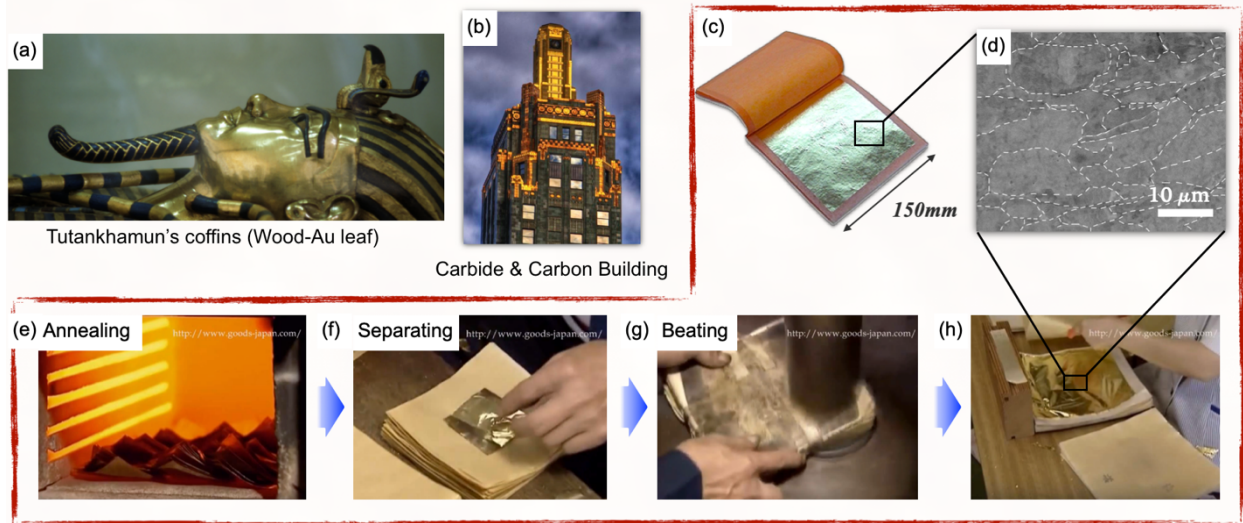 (a)
Tutankhamun's coffins (Wood-Au leaf)
(b)
Carbide & Carbon Building
(c)
150mm
(d)
10 μm
(e) Annealing
http://www.goods-japan.com/
(f) Separating
http://www.goods-japan.com/
(g) Beating
http://www.goods-japan.com/
(h)
http://www.goods-japan.com/